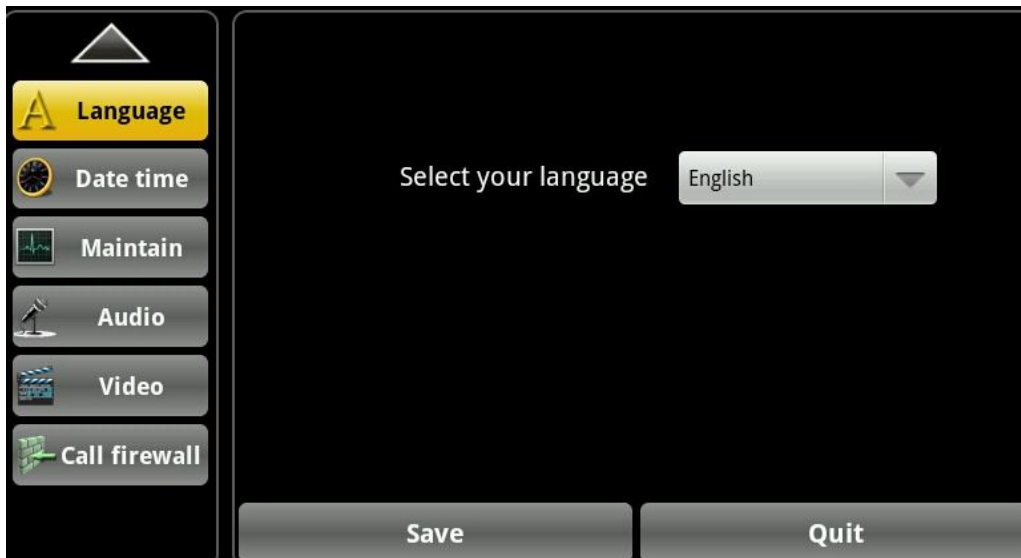 Language
Date time
Maintain
Audio
Video
Call firewall
Select your language
English
Save
Quit